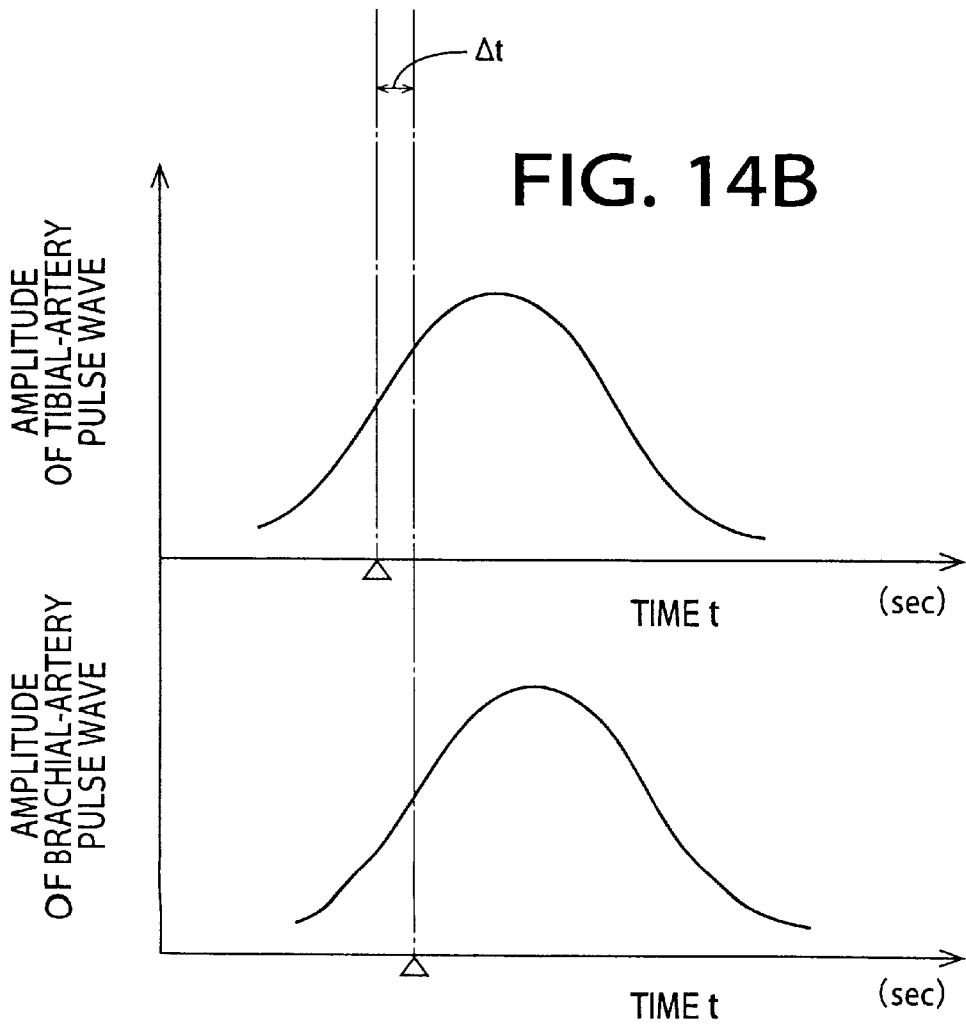 Δt
FIG. 14B
AMPLITUDE
OF TIBIAL-ARTERY
PULSE WAVE
TIME t
(sec)
AMPLITUDE
OF BRACHIAL-ARTERY
PULSE WAVE
TIME t
(sec)